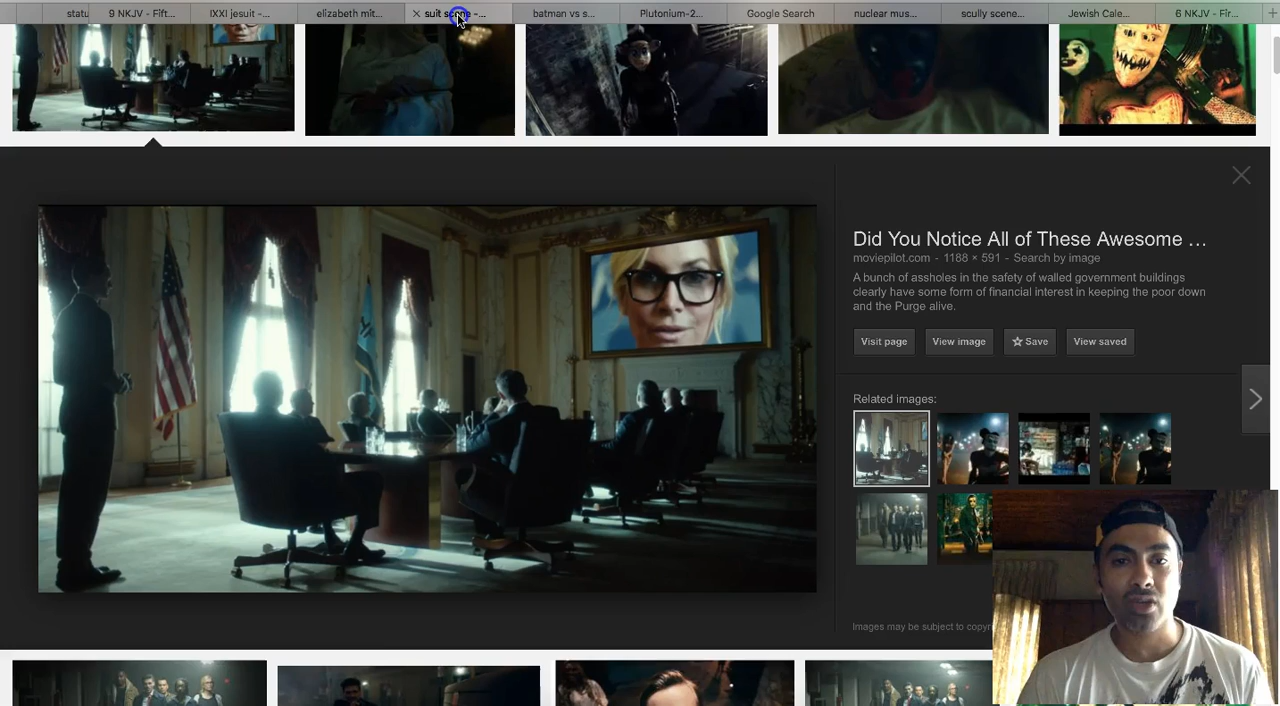 statu
9 NKJV - Fift...
IXXI jesuit -...
elizabeth mit...
batman vs s...
Plutonium-2...
Google Search
nuclear mus...
scully scene...
Jewish Cale...
6 NKJV - Fir...
Did You Notice All of These Awesome ...
moviepilot.com - 1188 × 591 - Search by image
A bunch of assholes in the safety of walled government buildings
clearly have some form of financial interest in keeping the poor down
and the Purge alive.
Visit page
View image
Save
View saved
Related images:
Images may be subject to copyri